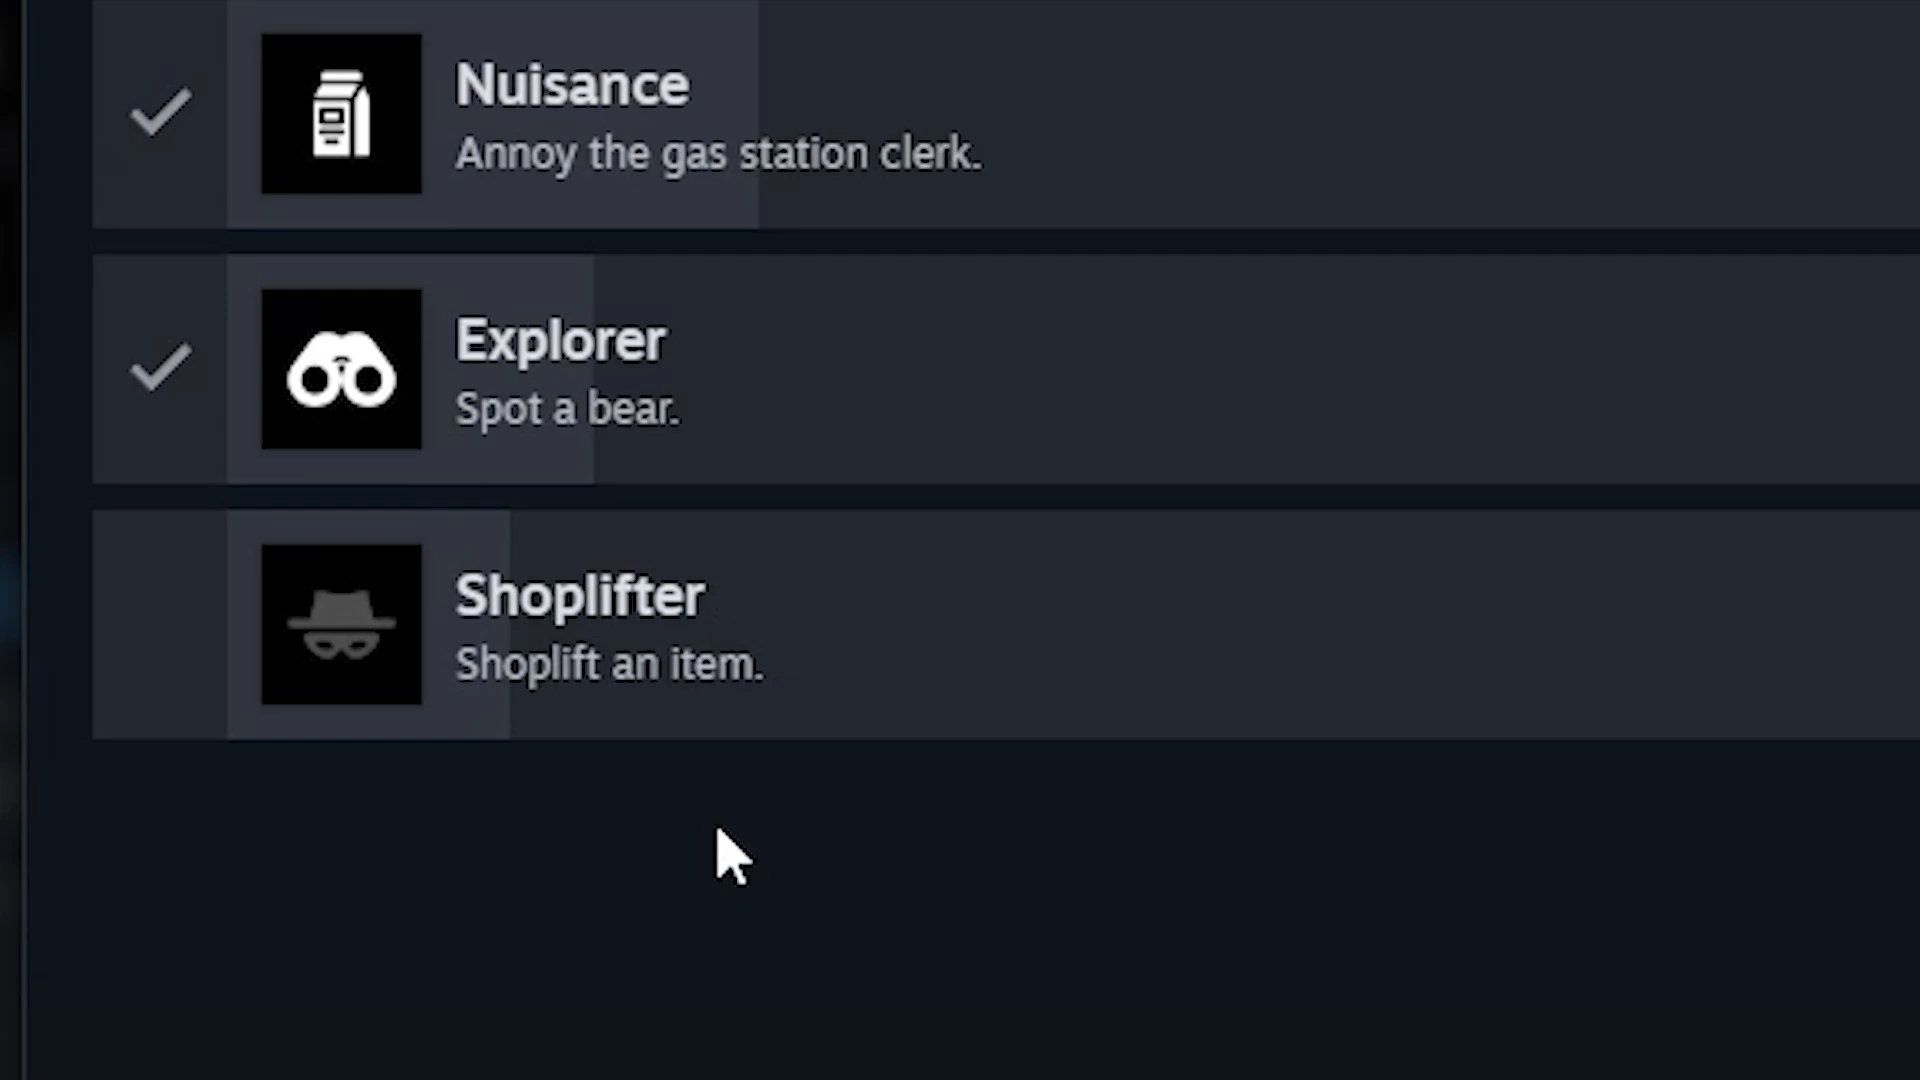 Nuisance
Annoy the gas station clerk.
Explorer
Spot a bear.
Shoplifter
Shoplift an item.